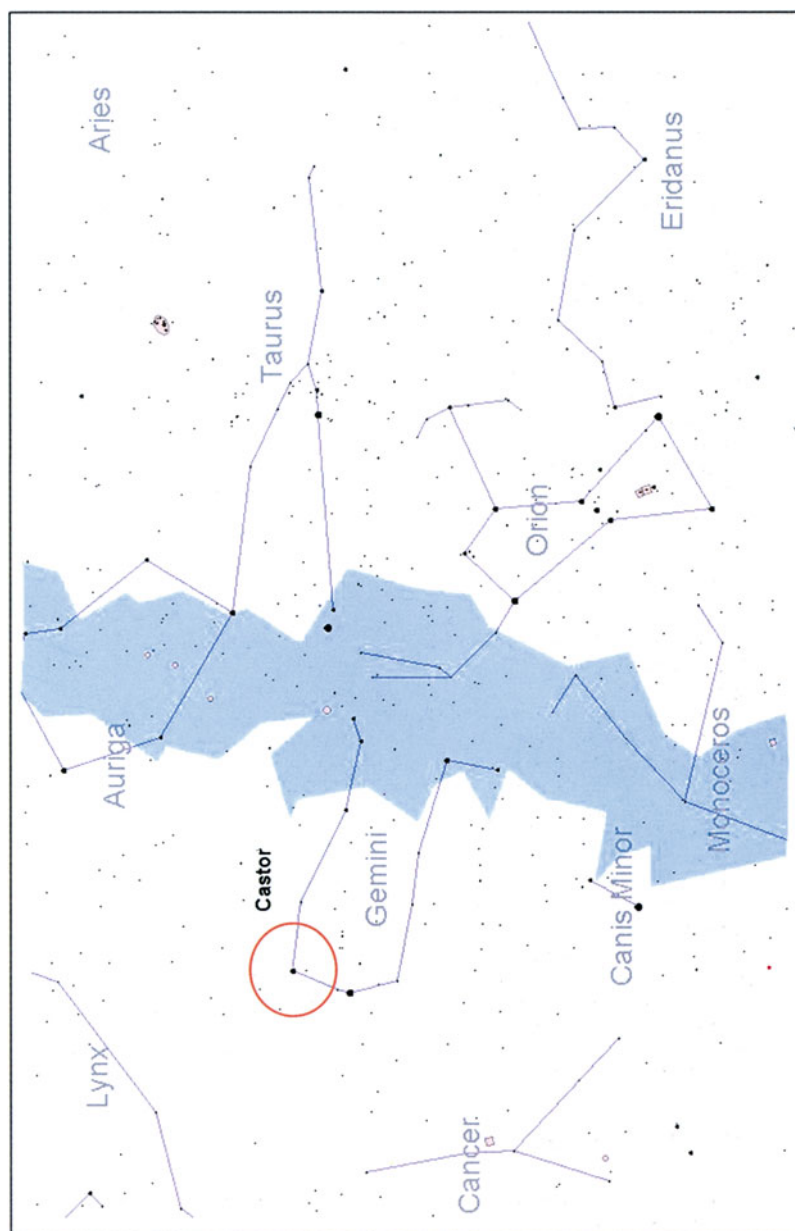 Aries
Eridanus
Taurus
Orion
Auriga
Monoceros
Castor
Gemini
Canis Minor
Lynx
Cancer